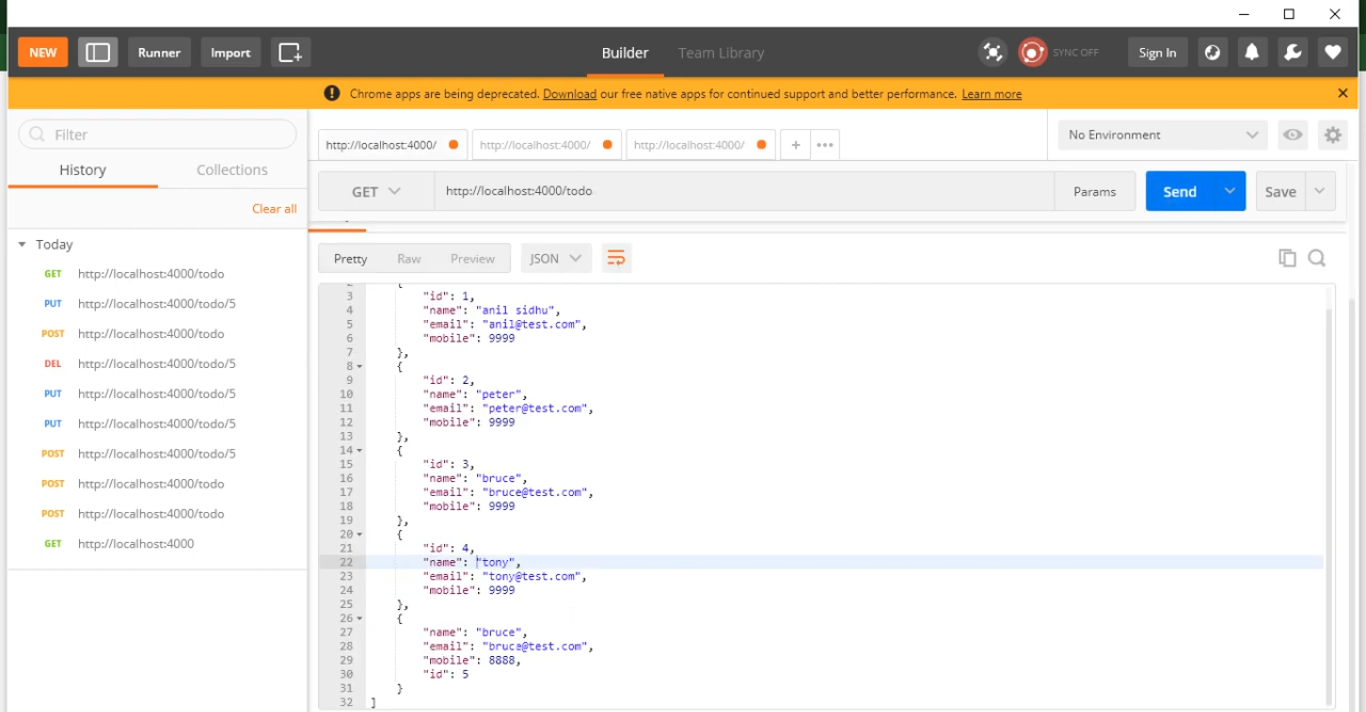 NEW Runner Import Builder Team Library SYNC OFF Sign In
Chrome apps are being deprecated. Download our free native apps for continued support and better performance. Learn more
Filter
History Collections
Clear all
Today
GET http://localhost:4000/todo
PUT http://localhost:4000/todo/5
POST http://localhost:4000/todo
DEL http://localhost:4000/todo/5
PUT http://localhost:4000/todo/5
PUT http://localhost:4000/todo/5
POST http://localhost:4000/todo/5
POST http://localhost:4000/todo
POST http://localhost:4000/todo
GET http://localhost:4000
http://localhost:4000/ http://localhost:4000/ http://localhost:4000/ + ••• No Environment
GET http://localhost:4000/todo Params Send Save
Pretty Raw Preview JSON
3 "id": 1,
4 "name": "anil sidhu",
5 "email": "anil@test.com",
6 "mobile": 9999
7 },
8 {
9 "id": 2,
10 "name": "peter",
11 "email": "peter@test.com",
12 "mobile": 9999
13 },
14 {
15 "id": 3,
16 "name": "bruce",
17 "email": "bruce@test.com",
18 "mobile": 9999
19 },
20 {
21 "id": 4,
22 "name": "tony",
23 "email": "tony@test.com",
24 "mobile": 9999
25 },
26 {
27 "name": "bruce",
28 "email": "bruce@test.com",
29 "mobile": 8888,
30 "id": 5
31 }
32 ]